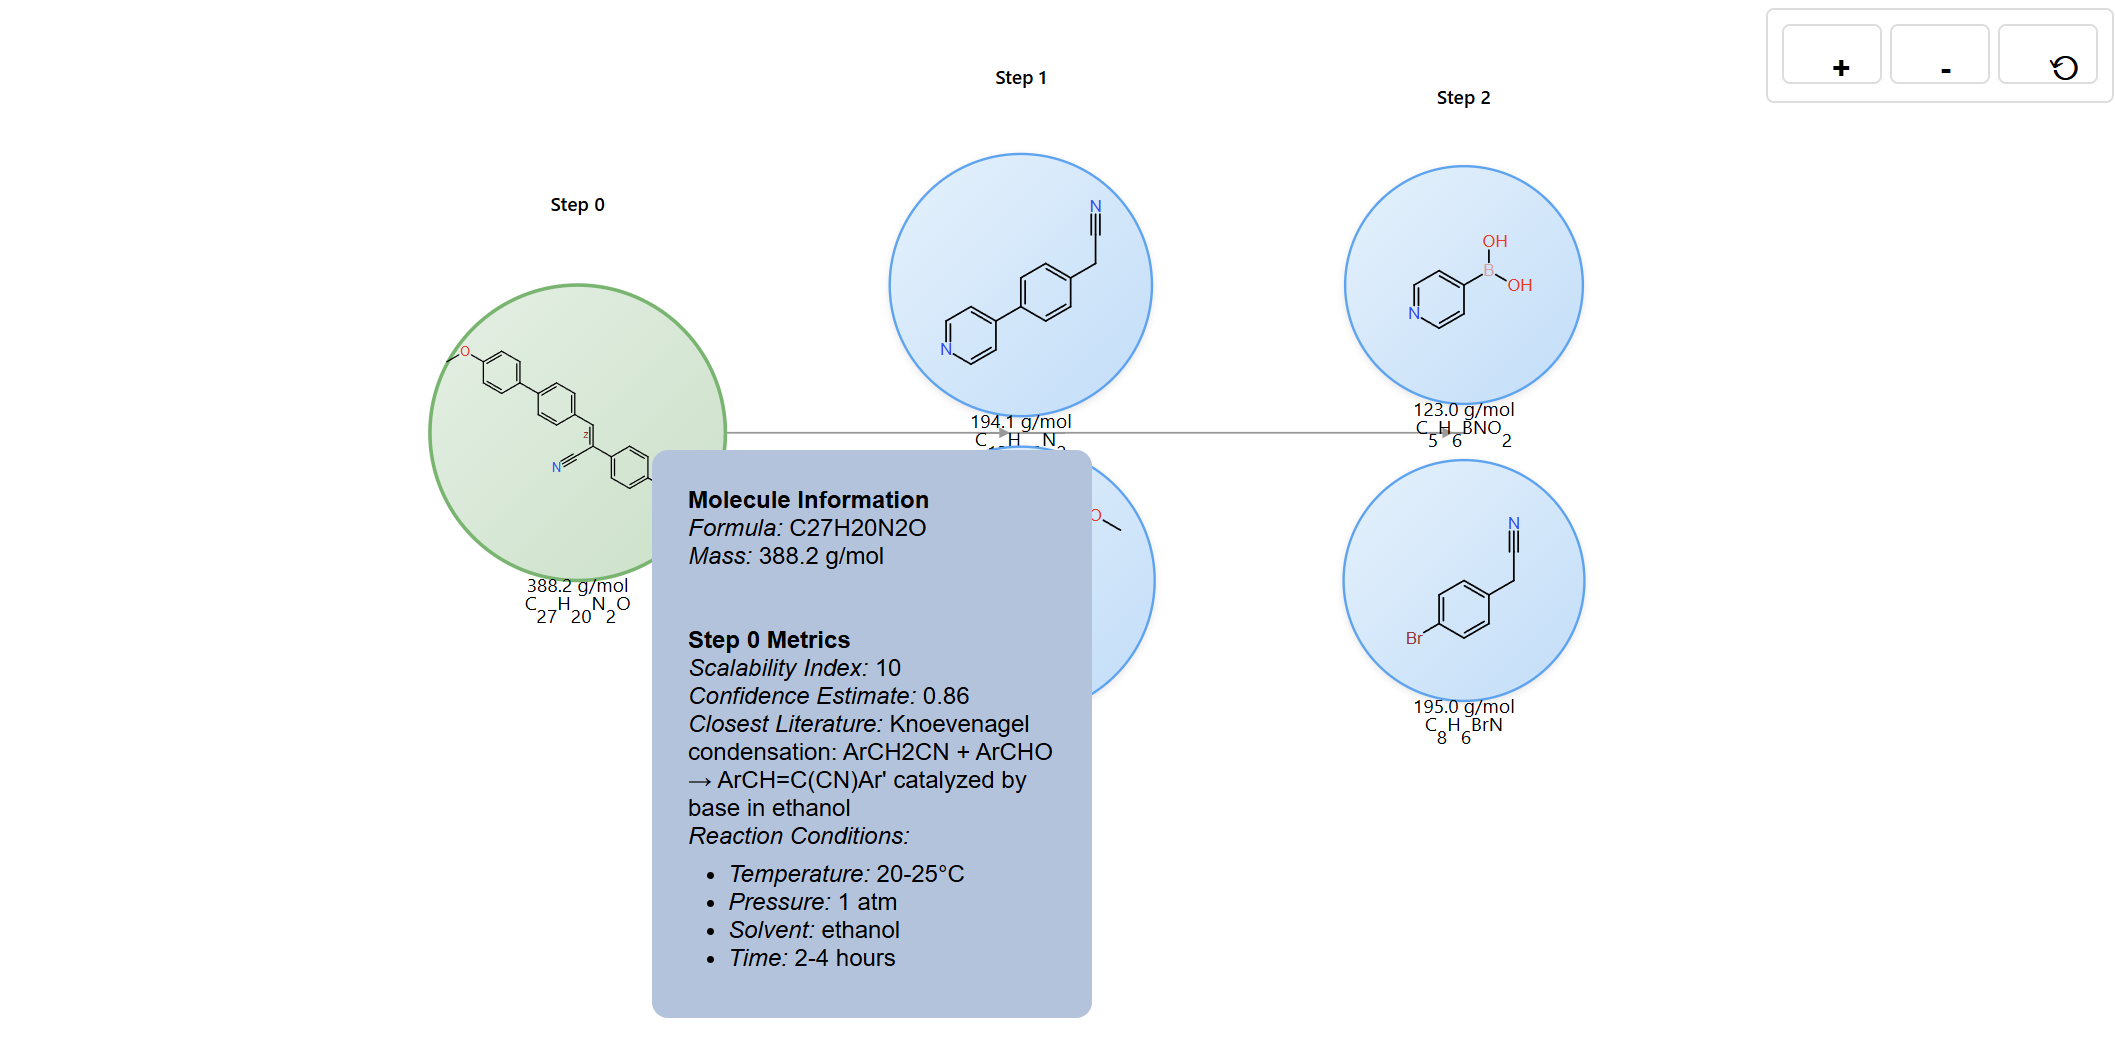 +
-
Step 0
Step 1
Step 2
O
Z
N
388.2 g/mol
C27H20N2O
N
N
194.1 g/mol
C H N
O
OH
B
OH
N
123.0 g/mol
C5H6BNO2
N
Br
195.0 g/mol
C8H6BrN
Molecule Information
Formula: C27H20N2O
Mass: 388.2 g/mol
Step 0 Metrics
Scalability Index: 10
Confidence Estimate: 0.86
Closest Literature: Knoevenagel
condensation: ArCH2CN + ArCHO
→ ArCH=C(CN)Ar' catalyzed by
base in ethanol
Reaction Conditions:
• Temperature: 20-25°C
• Pressure: 1 atm
• Solvent: ethanol
• Time: 2-4 hours